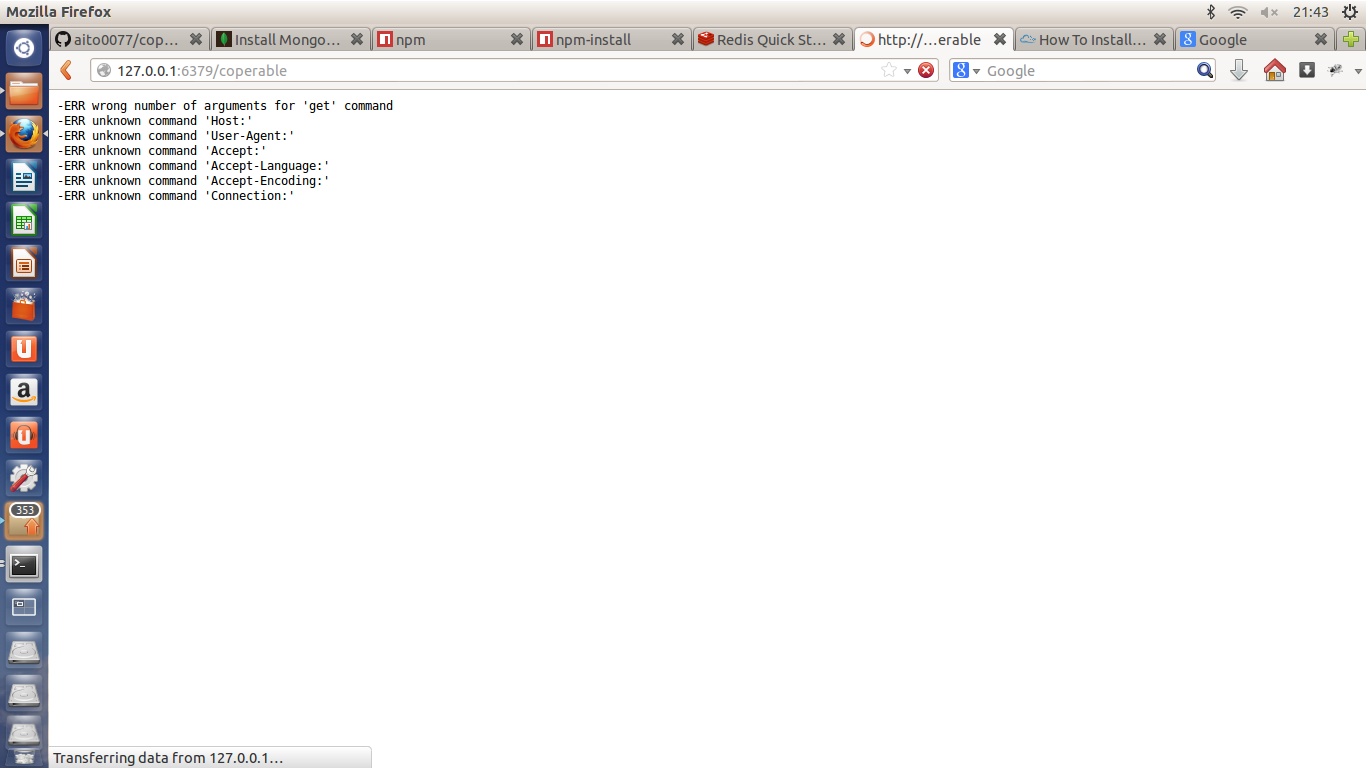 Mozilla Firefox
21:43
aito0077/cop...
Install Mongo...
npm
npm-install
Redis Quick St...
http://...erable
How To Install...
Google
127.0.0.1:6379/coperable
Google
-ERR wrong number of arguments for 'get' command
-ERR unknown command 'Host:'
-ERR unknown command 'User-Agent:'
-ERR unknown command 'Accept:'
-ERR unknown command 'Accept-Language:'
-ERR unknown command 'Accept-Encoding:'
-ERR unknown command 'Connection:'
353
Transferring data from 127.0.0.1...